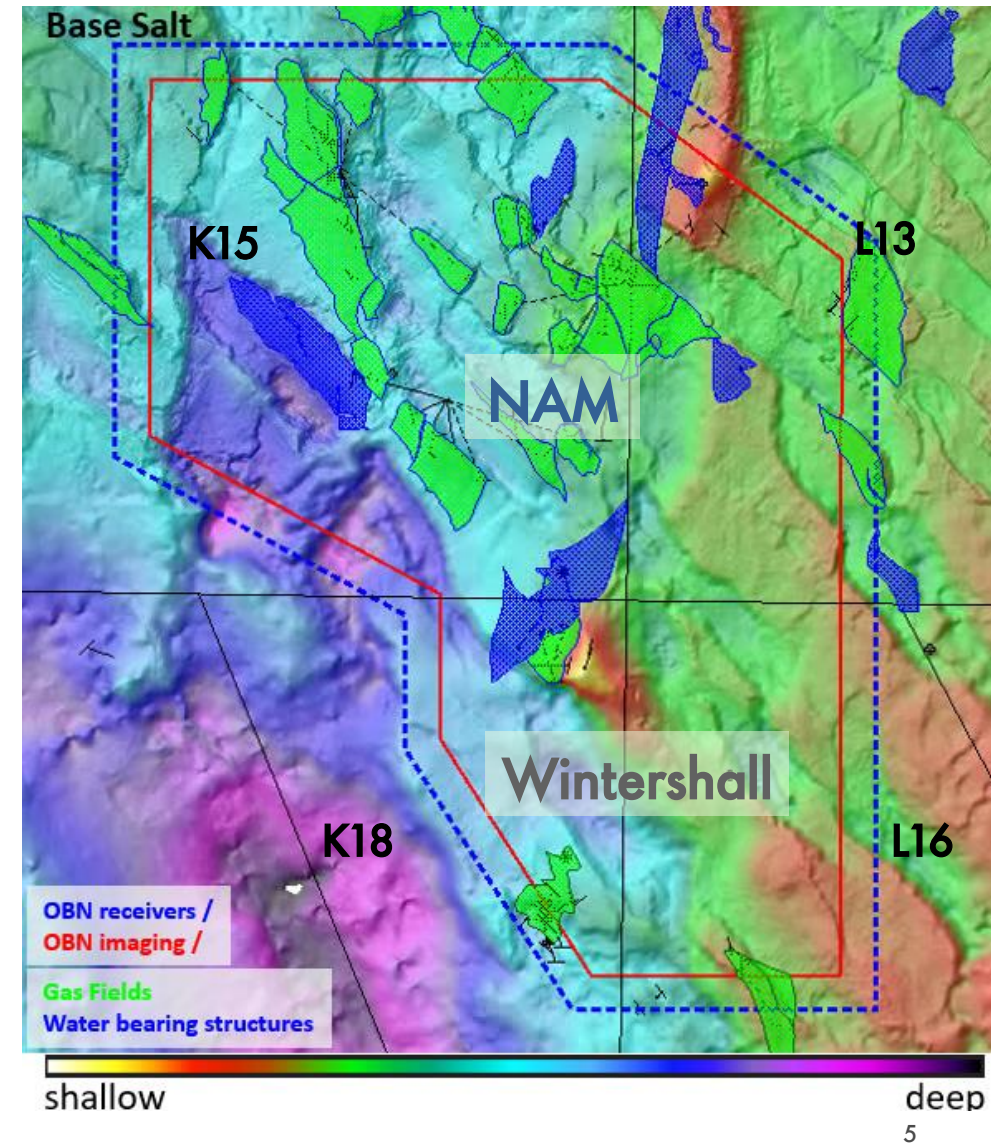 Base Salt
K15
L13
NAM
Wintershall
K18
L16
OBN receivers /
OBN imaging /
Gas Fields
Water bearing structures
shallow
deep
5